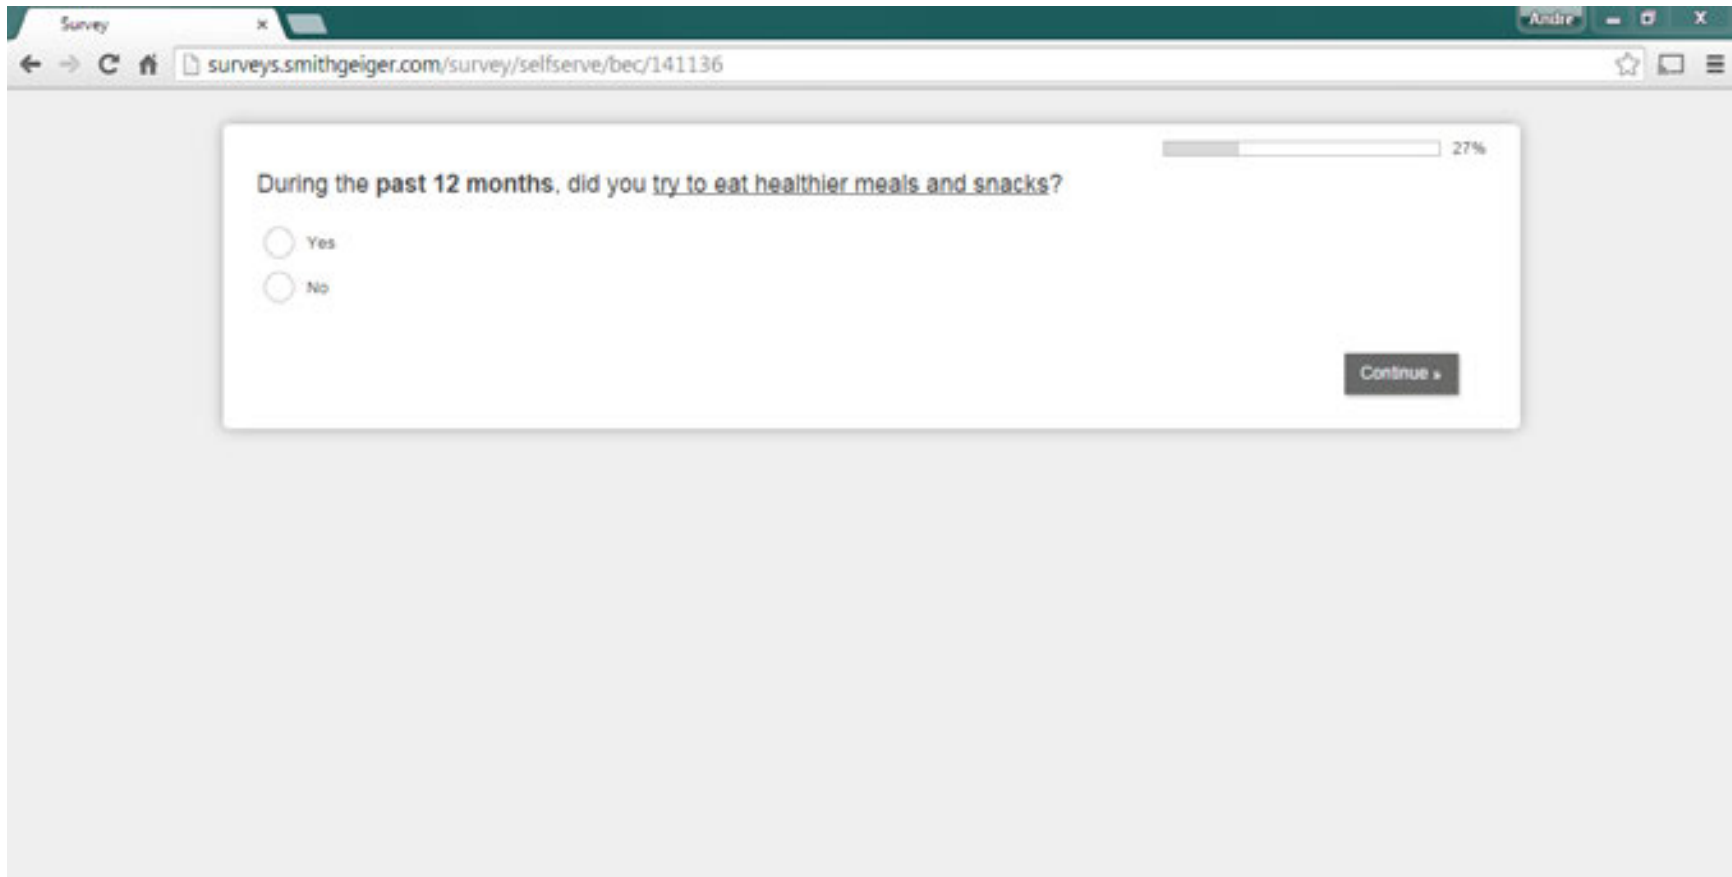 Survey
Andre
surveys.smithgeiger.com/survey/selfserve/bec/141136
27%
During the past 12 months, did you try to eat healthier meals and snacks?
Yes
No
Continue »